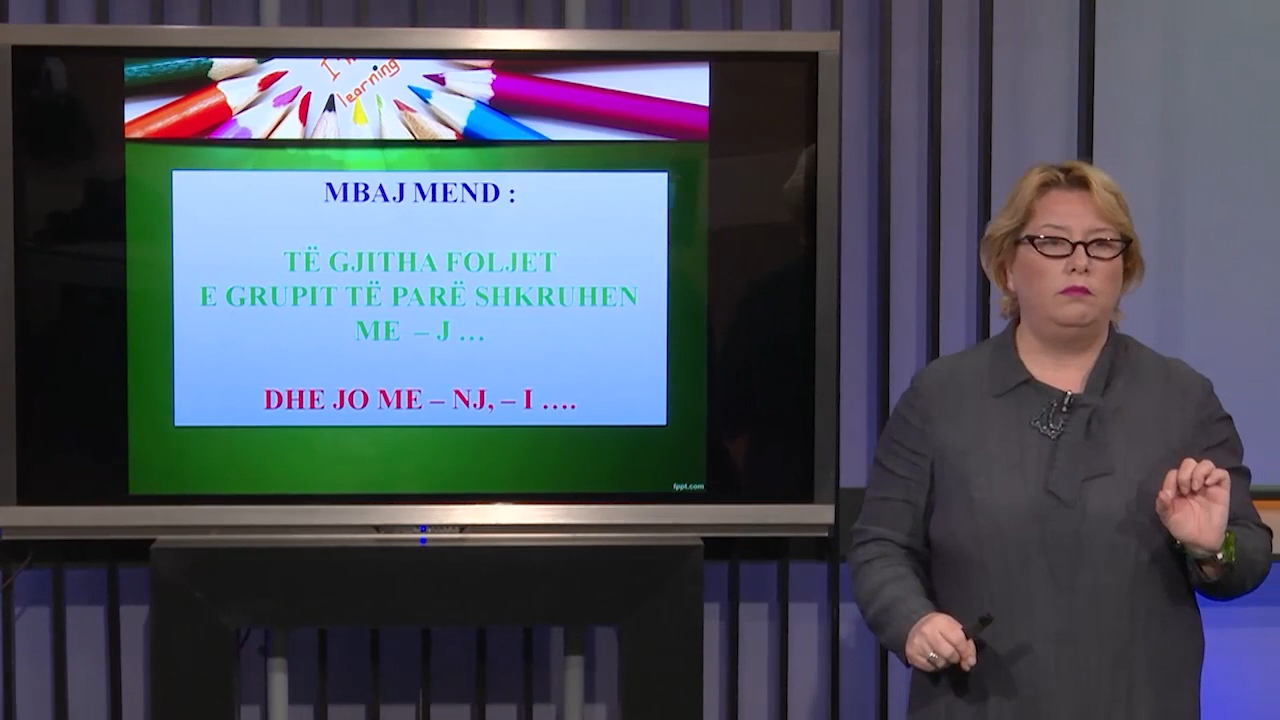 I'm
learning
MBAJ MEND :
TË GJITHA FOLJET
E GRUPIT TË PARË SHKRUHEN
ME – J ...
DHE JO ME – NJ, – I ....
fppt.com